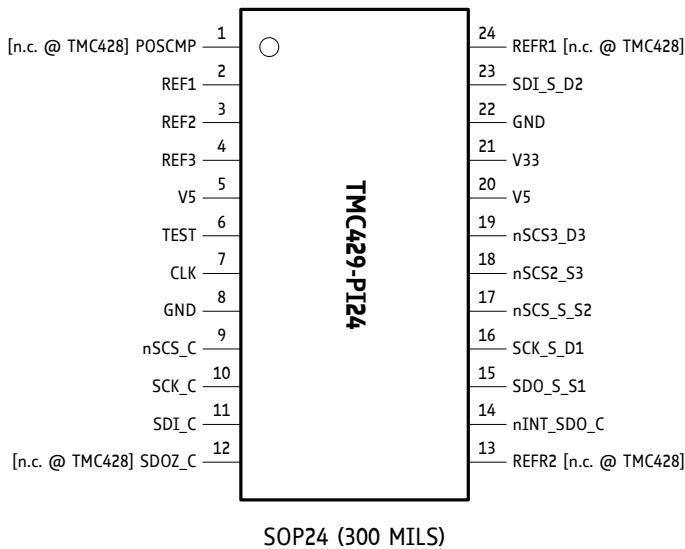 [n.c. @ TMC428] POSCMP 1
REF1 2
REF2 3
REF3 4
V5 5
TEST 6
CLK 7
GND 8
nSCS_C 9
SCK_C 10
SDI_C 11
[n.c. @ TMC428] SDOZ_C 12
TMC429-PI24
24 REFR1 [n.c. @ TMC428]
23 SDI_S_D2
22 GND
21 V33
20 V5
19 nSCS3_D3
18 nSCS2_S3
17 nSCS_S_S2
16 SCK_S_D1
15 SDO_S_S1
14 nINT_SDO_C
13 REFR2 [n.c. @ TMC428]
SOP24 (300 MILS)